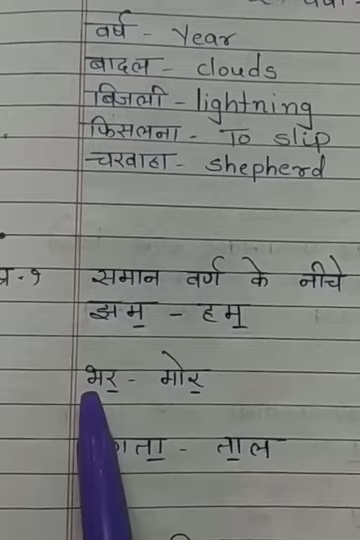 वर्ष - Year
बादल - clouds
बिजली - lightning
फिसलना - To slip
चरवाहा - shepherd
प्र.१ समान वर्ण के नीचे
झम - हम
भर - मोर
ता - ताल